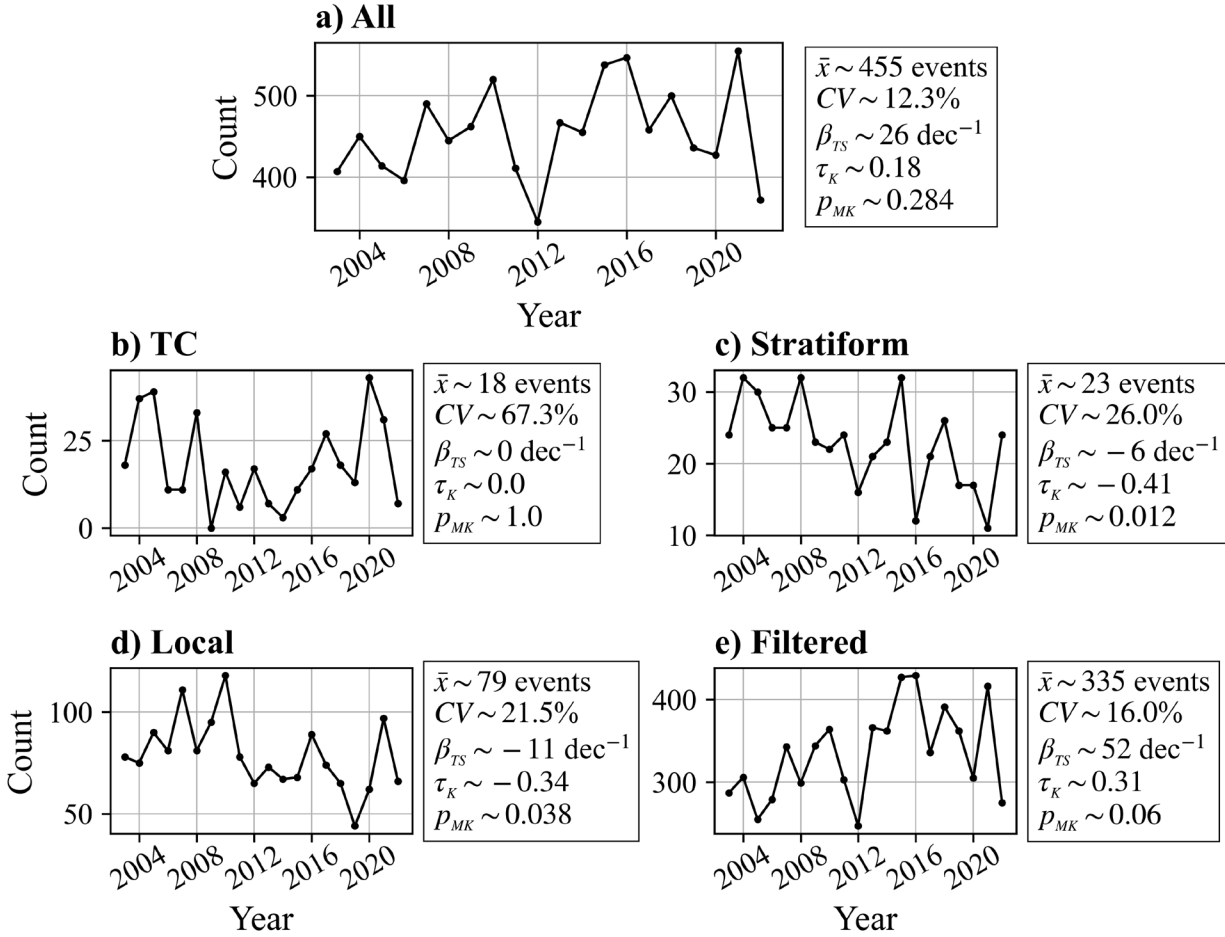 a) All
Count
500
400
2004
2008
2012
2016
2020
Year
x̄ ~ 455 events
CV ~ 12.3%
β_TS ~ 26 dec⁻¹
τ_K ~ 0.18
p_MK ~ 0.284
b) TC
Count
25
0
2004
2008
2012
2016
2020
x̄ ~ 18 events
CV ~ 67.3%
β_TS ~ 0 dec⁻¹
τ_K ~ 0.0
p_MK ~ 1.0
c) Stratiform
30
20
10
2004
2008
2012
2016
2020
x̄ ~ 23 events
CV ~ 26.0%
β_TS ~ −6 dec⁻¹
τ_K ~ −0.41
p_MK ~ 0.012
d) Local
Count
100
50
2004
2008
2012
2016
2020
Year
x̄ ~ 79 events
CV ~ 21.5%
β_TS ~ −11 dec⁻¹
τ_K ~ −0.34
p_MK ~ 0.038
e) Filtered
400
300
2004
2008
2012
2016
2020
Year
x̄ ~ 335 events
CV ~ 16.0%
β_TS ~ 52 dec⁻¹
τ_K ~ 0.31
p_MK ~ 0.06